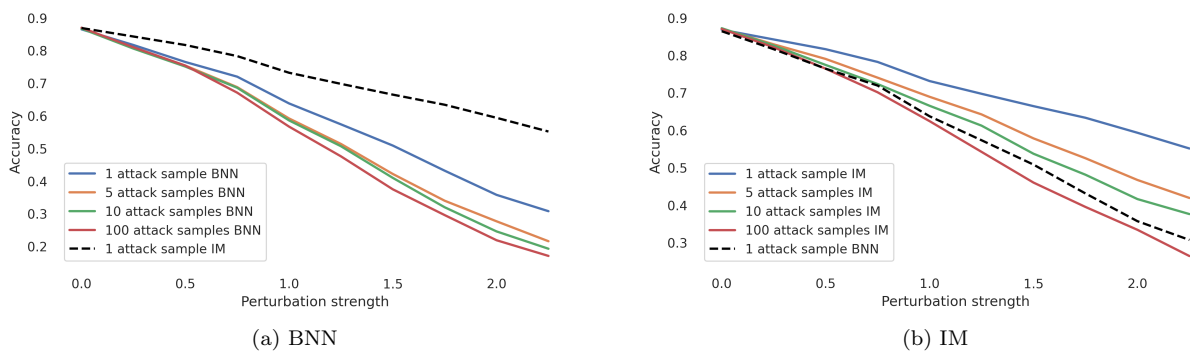 0.9
0.8
0.7
0.6
0.5
0.4
0.3
0.2
Accuracy
1 attack sample BNN
5 attack samples BNN
10 attack samples BNN
100 attack samples BNN
1 attack sample IM
0.0 0.5 1.0 1.5 2.0
Perturbation strength
(a) BNN
0.9
0.8
0.7
0.6
0.5
0.4
0.3
Accuracy
1 attack sample IM
5 attack samples IM
10 attack samples IM
100 attack samples IM
1 attack sample BNN
0.0 0.5 1.0 1.5 2.0
Perturbation strength
(b) IM